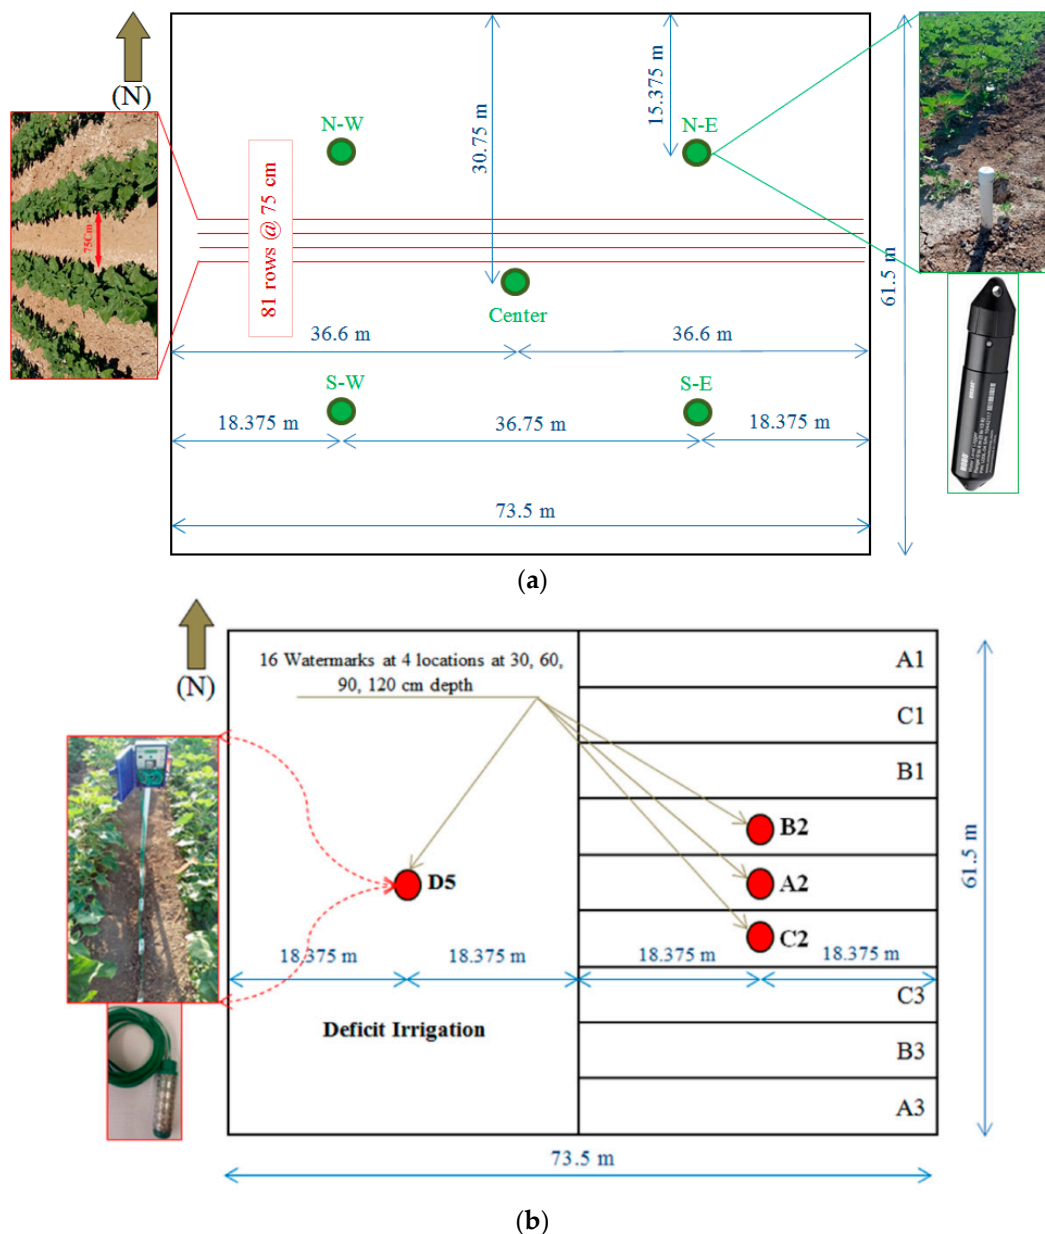 (N)
N-W
N-E
30.75 m
15.375 m
81 rows @ 75 cm
75Cm
61.5 m
Center
36.6 m
36.6 m
S-W
S-E
18.375 m
36.75 m
18.375 m
73.5 m
(a)
(N)
16 Watermarks at 4 locations at 30, 60,
90, 120 cm depth
A1
C1
B1
B2
A2
C2
D5
61.5 m
18.375 m
18.375 m
18.375 m
18.375 m
Deficit Irrigation
C3
B3
A3
73.5 m
(b)